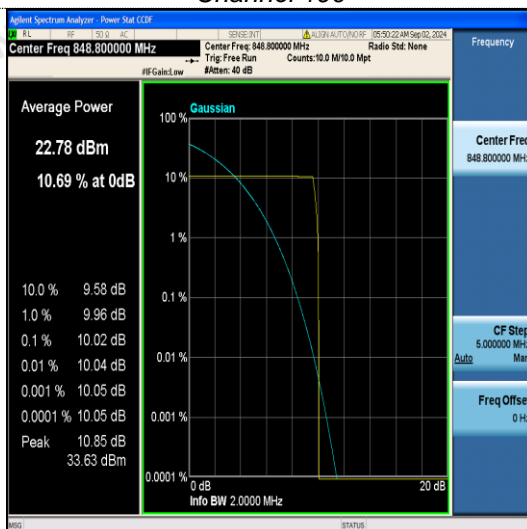 Agilent Spectrum Analyzer - Power Stat CCDF
RL RF 50 Ω AC SENSE:INT ALIGN AUTO/NO RF 05:50:22 AM Sep 02, 2024
Center Freq 848.800000 MHz
Center Freq: 848.800000 MHz Radio Std: None
Trig: Free Run Counts:10.0 M/10.0 Mpt
#IFGain:Low #Atten: 40 dB
Frequency
Average Power
22.78 dBm
10.69 % at 0dB
10.0 % 9.58 dB
1.0 % 9.96 dB
0.1 % 10.02 dB
0.01 % 10.04 dB
0.001 % 10.05 dB
0.0001 % 10.05 dB
Peak 10.85 dB
33.63 dBm
Gaussian
100 %
10 %
1 %
0.1 %
0.01 %
0.001 %
0.0001 %
0 dB 20 dB
Info BW 2.0000 MHz
Center Freq
848.800000 MHz
CF Step
5.000000 MHz
Auto Man
Freq Offse
0 Hz
MSG STATUS